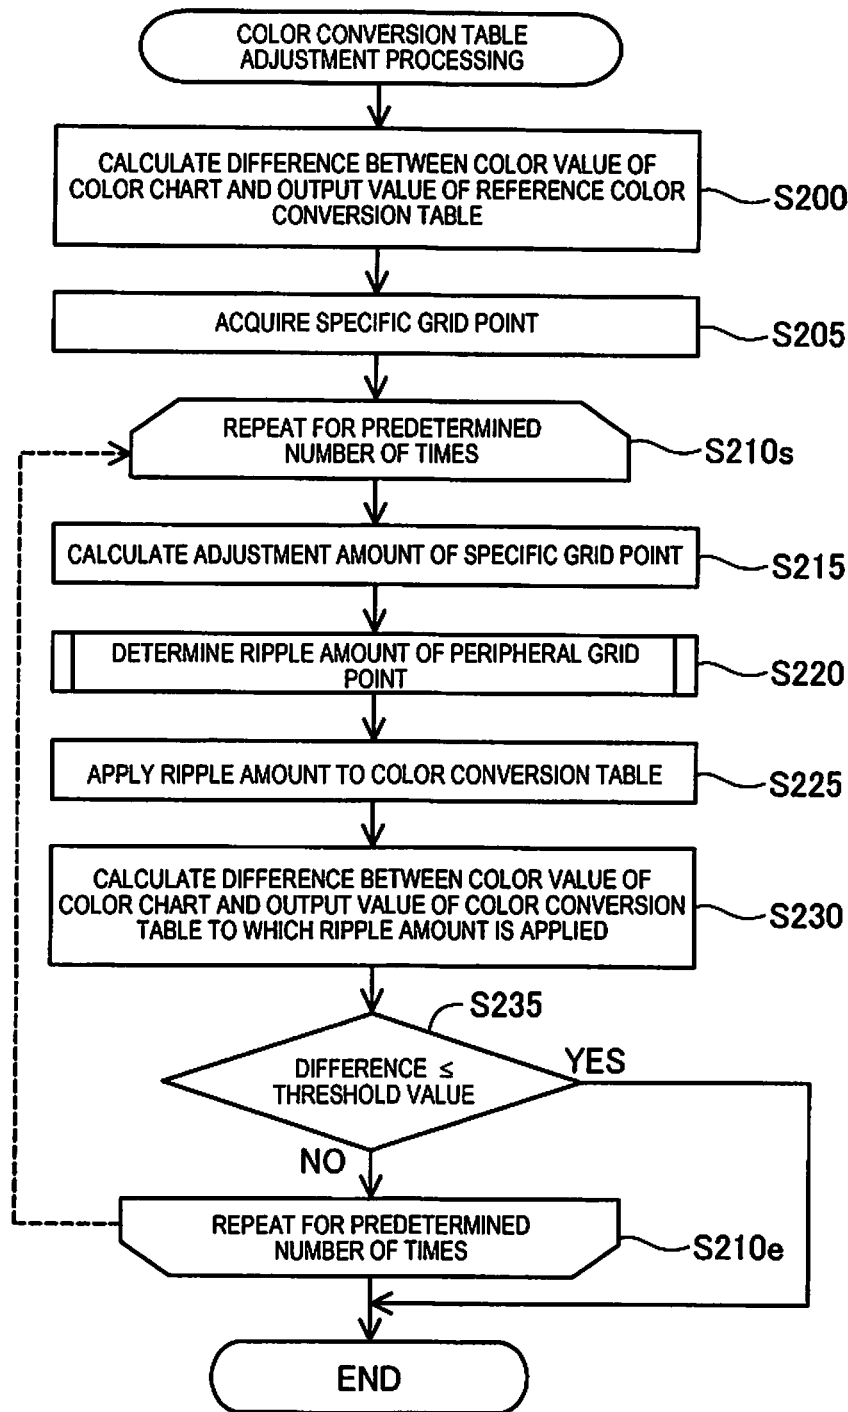 COLOR CONVERSION TABLE
ADJUSTMENT PROCESSING
CALCULATE DIFFERENCE BETWEEN COLOR VALUE OF
COLOR CHART AND OUTPUT VALUE OF REFERENCE COLOR
CONVERSION TABLE
S200
ACQUIRE SPECIFIC GRID POINT
S205
REPEAT FOR PREDETERMINED
NUMBER OF TIMES
S210s
CALCULATE ADJUSTMENT AMOUNT OF SPECIFIC GRID POINT
S215
DETERMINE RIPPLE AMOUNT OF PERIPHERAL GRID
POINT
S220
APPLY RIPPLE AMOUNT TO COLOR CONVERSION TABLE
S225
CALCULATE DIFFERENCE BETWEEN COLOR VALUE OF
COLOR CHART AND OUTPUT VALUE OF COLOR CONVERSION
TABLE TO WHICH RIPPLE AMOUNT IS APPLIED
S230
S235
DIFFERENCE ≤
THRESHOLD VALUE
YES
NO
REPEAT FOR PREDETERMINED
NUMBER OF TIMES
S210e
END